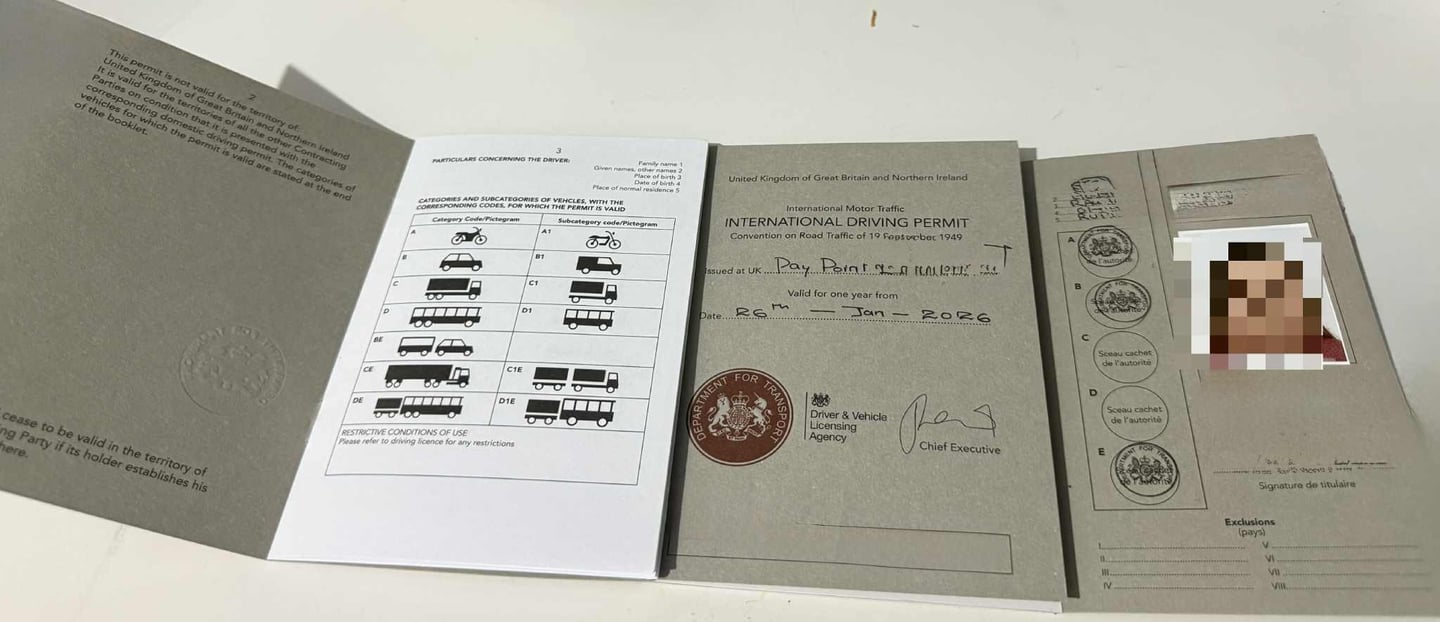 2
This permit is not valid for the territory of
United Kingdom of Great Britain and Northern Ireland
It is valid for the territories of all the other Contracting
Parties on condition that it is presented with the
corresponding domestic driving permit. The categories of
vehicles for which the permit is valid are stated at the end
of the booklet.
cease to be valid in the territory of
ng Party if its holder establishes his
here.
3
PARTICULARS CONCERNING THE DRIVER:
Family name 1
Given names, other names 2
Place of birth 3
Date of birth 4
Place of normal residence 5
CATEGORIES AND SUBCATEGORIES OF VEHICLES, WITH THE
CORRESPONDING CODES, FOR WHICH THE PERMIT IS VALID
Category Code/Pictogram Subcategory code/Pictogram
A A1
B B1
C C1
D D1
BE
CE C1E
DE D1E
RESTRICTIVE CONDITIONS OF USE
Please refer to driving licence for any restrictions
United Kingdom of Great Britain and Northern Ireland
International Motor Traffic
INTERNATIONAL DRIVING PERMIT
Convention on Road Traffic of 19 September 1949
Issued at UK Pay Point
Valid for one year from
Date 26th - Jan - 2026
DEPARTMENT FOR TRANSPORT
Driver & Vehicle
Licensing
Agency
Chief Executive
A
de l'autorité
B
C
Sceau cachet
de l'autorité
D
Sceau cachet
de l'autorité
E
DEPARTMENT FOR TRANSPORT
Signature de titulaire
Exclusions
(pays)
I V
II VI
III VII
IV VIII